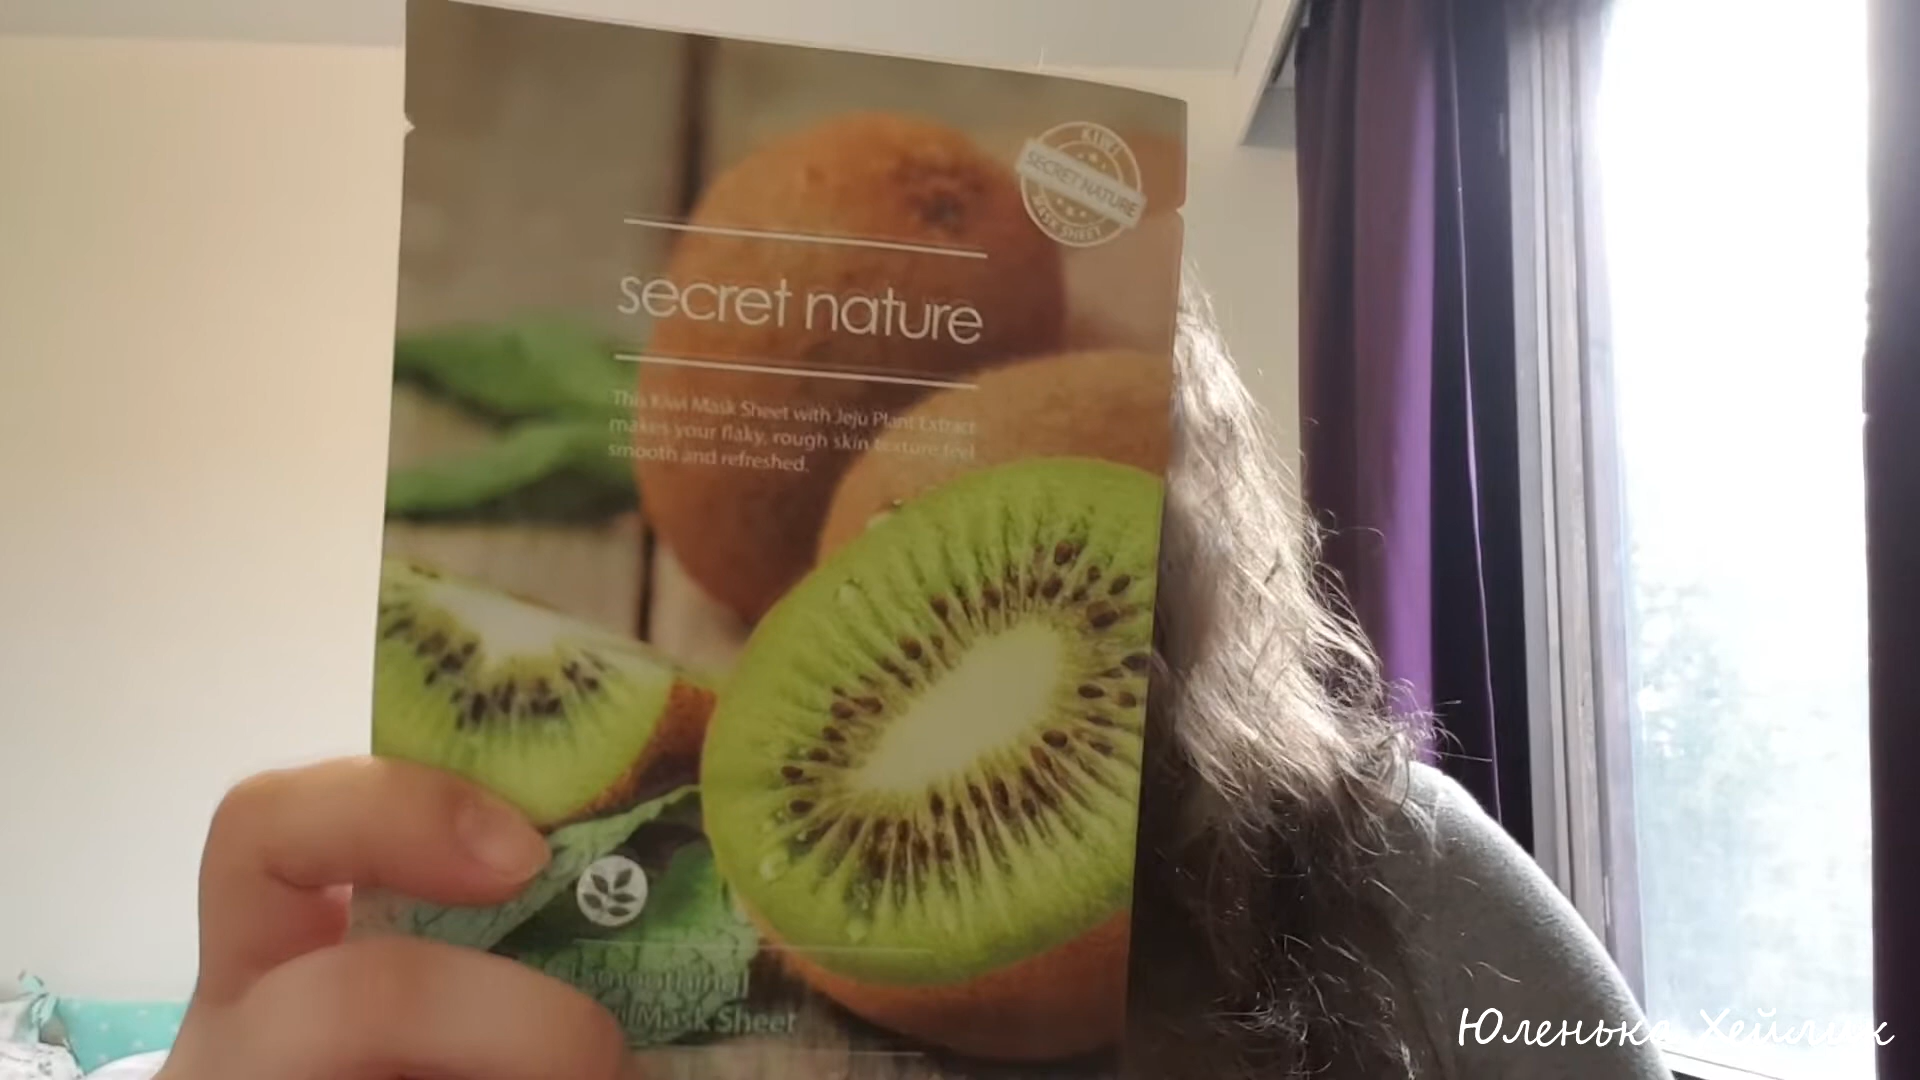 KIWI
SECRET NATURE
MASK SHEET
secret nature
This Kiwi Mask Sheet with Jeju Plant Extract
makes your flaky, rough skin texture feel
smooth and refreshed.
Mask Sheet
Юленька Хейлик